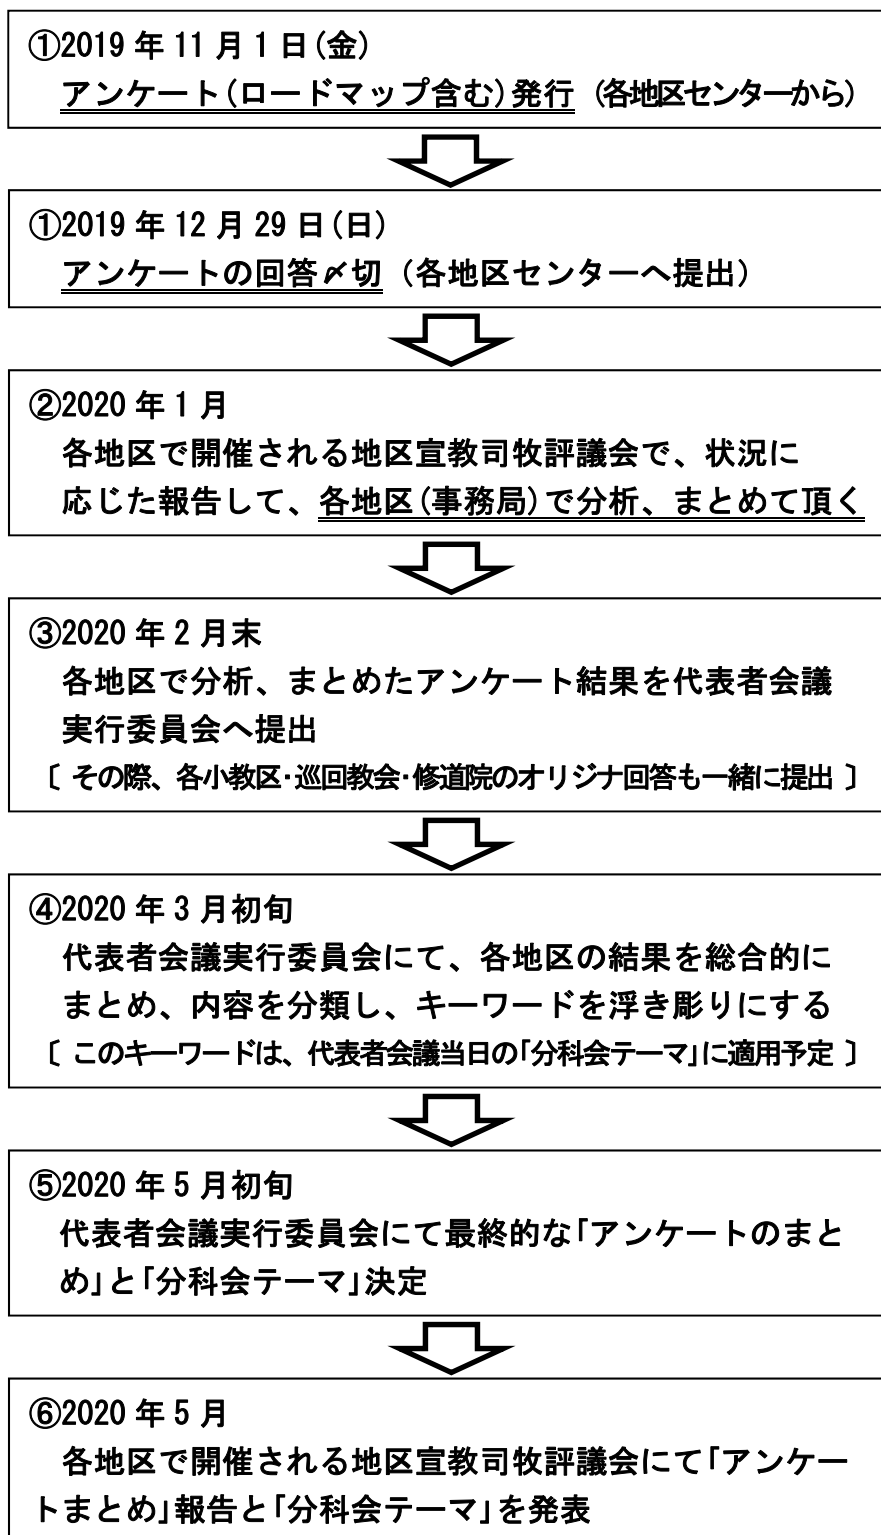 ①2019 年 11 月 1 日(金)
アンケート(ロードマップ含む)発行 (各地区センターから)
①2019 年 12 月 29 日(日)
アンケートの回答〆切 (各地区センターへ提出)
②2020 年 1 月
各地区で開催される地区宣教司牧評議会で、状況に
応じた報告して、各地区(事務局)で分析、まとめて頂く
③2020 年 2 月末
各地区で分析、まとめたアンケート結果を代表者会議
実行委員会へ提出
〔 その際、各小教区・巡回教会・修道院のオリジナ回答も一緒に提出 〕
④2020 年 3 月初旬
代表者会議実行委員会にて、各地区の結果を総合的に
まとめ、内容を分類し、キーワードを浮き彫りにする
〔 このキーワードは、代表者会議当日の「分科会テーマ」に適用予定 〕
⑤2020 年 5 月初旬
代表者会議実行委員会にて最終的な「アンケートのまと
め」と「分科会テーマ」決定
⑥2020 年 5 月
各地区で開催される地区宣教司牧評議会にて「アンケー
トまとめ」報告と「分科会テーマ」を発表